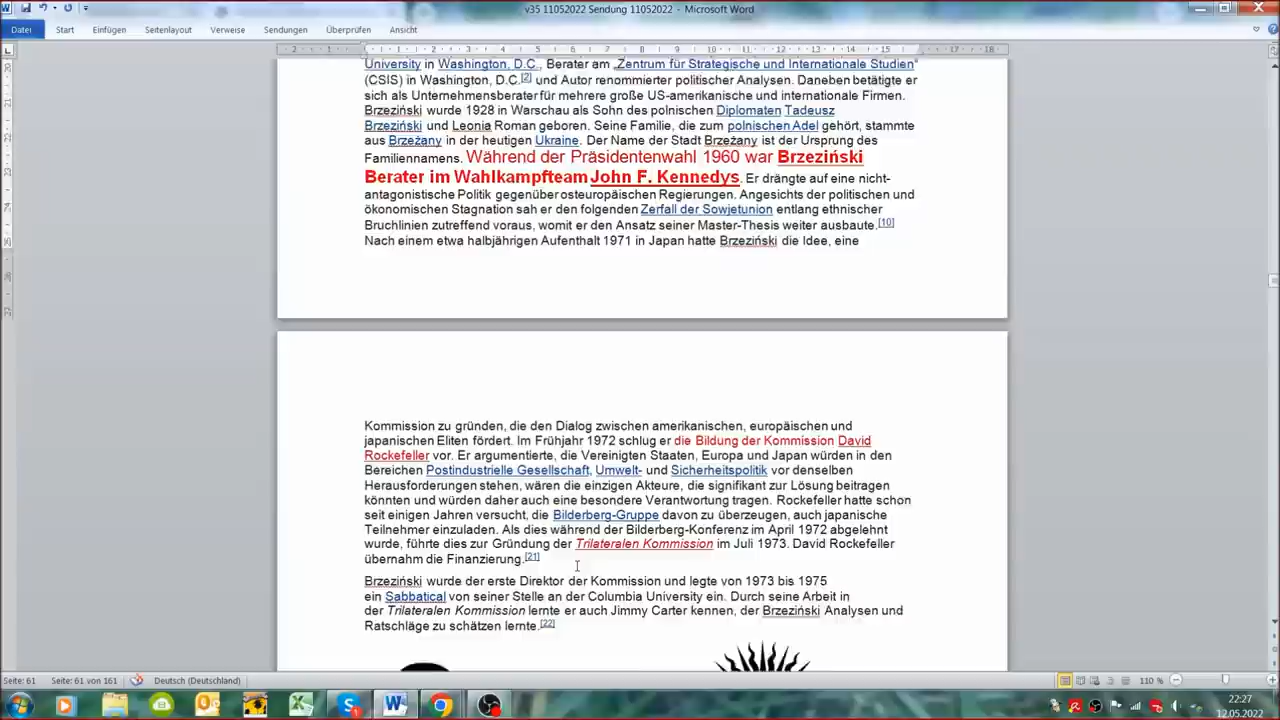 v35 11052022 Sendung 11052022 - Microsoft Word
Datei Start Einfügen Seitenlayout Verweise Sendungen Überprüfen Ansicht
University in Washington, D.C., Berater am „Zentrum für Strategische und Internationale Studien“
(CSIS) in Washington, D.C.[2] und Autor renommierter politischer Analysen. Daneben betätigte er
sich als Unternehmensberater für mehrere große US-amerikanische und internationale Firmen.
Brzeziński wurde 1928 in Warschau als Sohn des polnischen Diplomaten Tadeusz
Brzeziński und Leonia Roman geboren. Seine Familie, die zum polnischen Adel gehört, stammte
aus Brzeżany in der heutigen Ukraine. Der Name der Stadt Brzeżany ist der Ursprung des
Familiennamens. Während der Präsidentenwahl 1960 war Brzeziński
Berater im Wahlkampfteam John F. Kennedys. Er drängte auf eine nicht-
antagonistische Politik gegenüber osteuropäischen Regierungen. Angesichts der politischen und
ökonomischen Stagnation sah er den folgenden Zerfall der Sowjetunion entlang ethnischer
Bruchlinien zutreffend voraus, womit er den Ansatz seiner Master-Thesis weiter ausbaute.[10]
Nach einem etwa halbjährigen Aufenthalt 1971 in Japan hatte Brzeziński die Idee, eine
Kommission zu gründen, die den Dialog zwischen amerikanischen, europäischen und
japanischen Eliten fördert. Im Frühjahr 1972 schlug er die Bildung der Kommission David
Rockefeller vor. Er argumentierte, die Vereinigten Staaten, Europa und Japan würden in den
Bereichen Postindustrielle Gesellschaft, Umwelt- und Sicherheitspolitik vor denselben
Herausforderungen stehen, wären die einzigen Akteure, die signifikant zur Lösung beitragen
könnten und würden daher auch eine besondere Verantwortung tragen. Rockefeller hatte schon
seit einigen Jahren versucht, die Bilderberg-Gruppe davon zu überzeugen, auch japanische
Teilnehmer einzuladen. Als dies während der Bilderberg-Konferenz im April 1972 abgelehnt
wurde, führte dies zur Gründung der Trilateralen Kommission im Juli 1973. David Rockefeller
übernahm die Finanzierung.[21]
Brzeziński wurde der erste Direktor der Kommission und legte von 1973 bis 1975
ein Sabbatical von seiner Stelle an der Columbia University ein. Durch seine Arbeit in
der Trilateralen Kommission lernte er auch Jimmy Carter kennen, der Brzeziński Analysen und
Ratschläge zu schätzen lernte.[22]
Seite: 61 Seite: 61 von 161 Deutsch (Deutschland) 110 %
22:27
12.05.2022